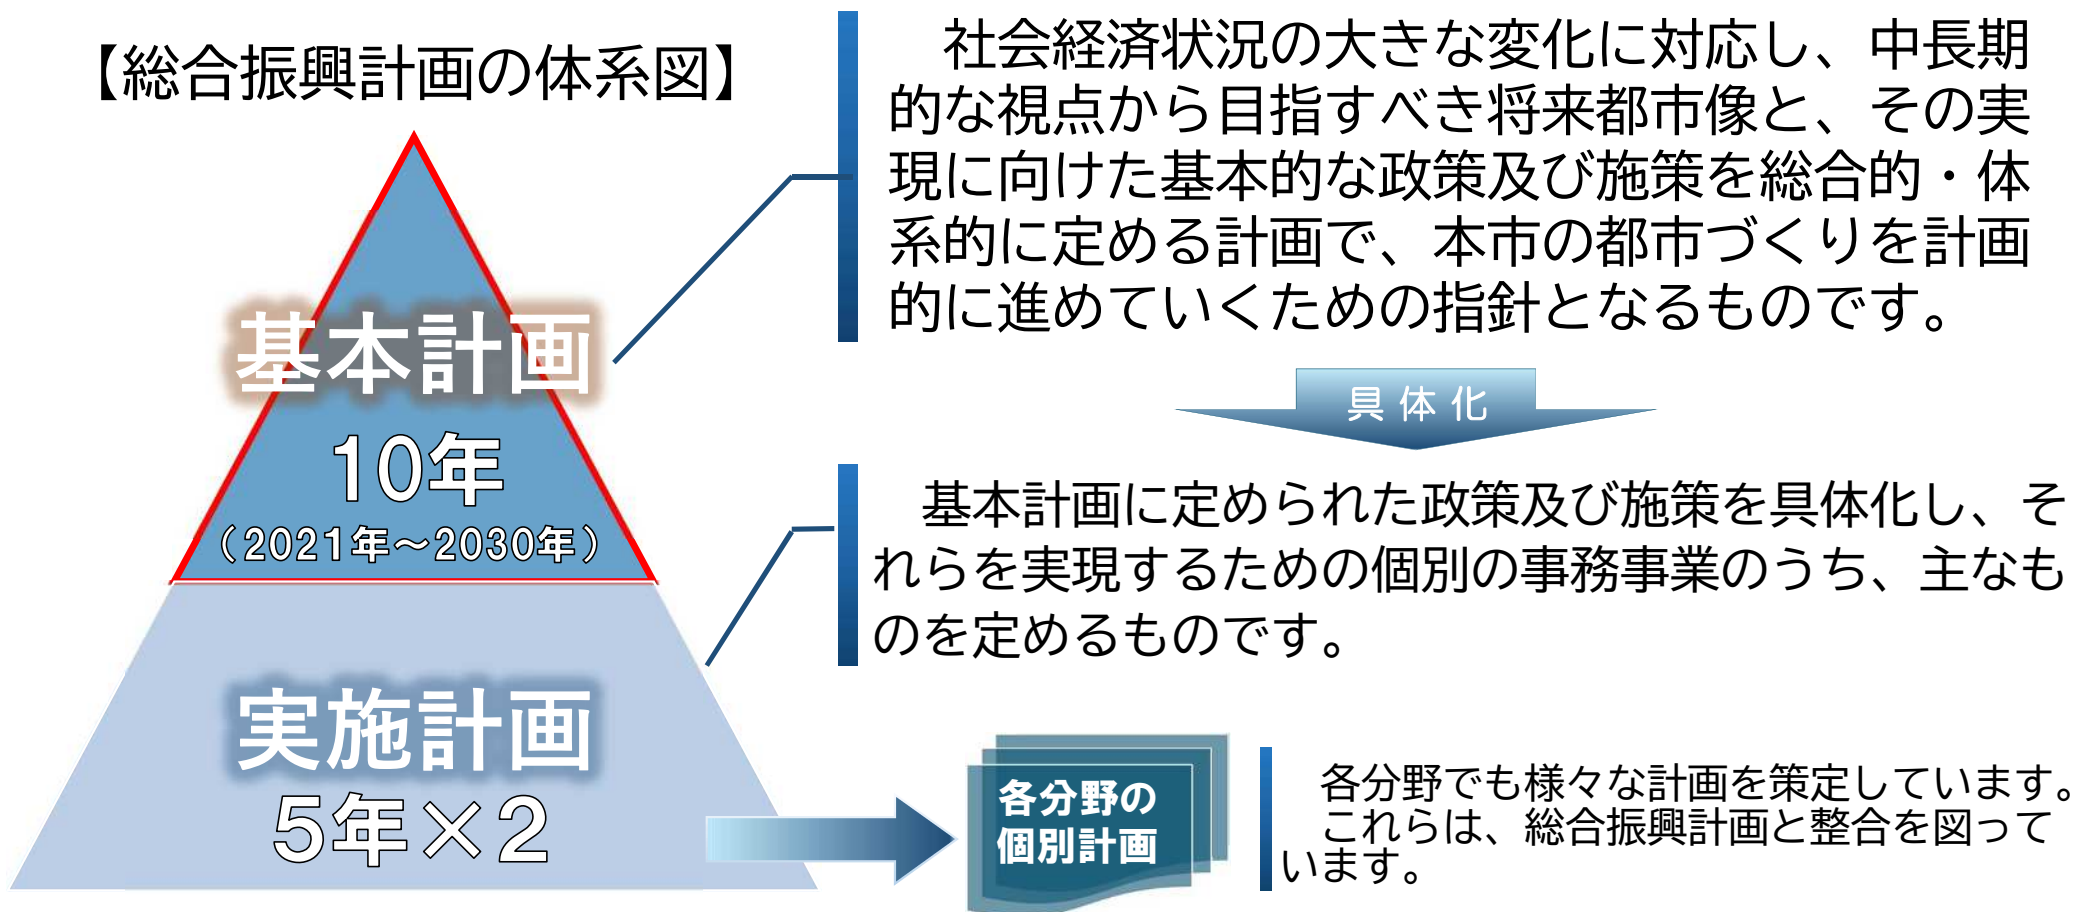 【総合振興計画の体系図】
社会経済状況の大きな変化に対応し、中長期
的な視点から目指すべき将来都市像と、その実
現に向けた基本的な政策及び施策を総合的・体
系的に定める計画で、本市の都市づくりを計画
的に進めていくための指針となるものです。
基本計画
10年
（2021年～2030年）
具体化
基本計画に定められた政策及び施策を具体化し、そ
れらを実現するための個別の事務事業のうち、主なも
のを定めるものです。
実施計画
5年×2
各分野の
個別計画
各分野でも様々な計画を策定しています。
これらは、総合振興計画と整合を図って
います。